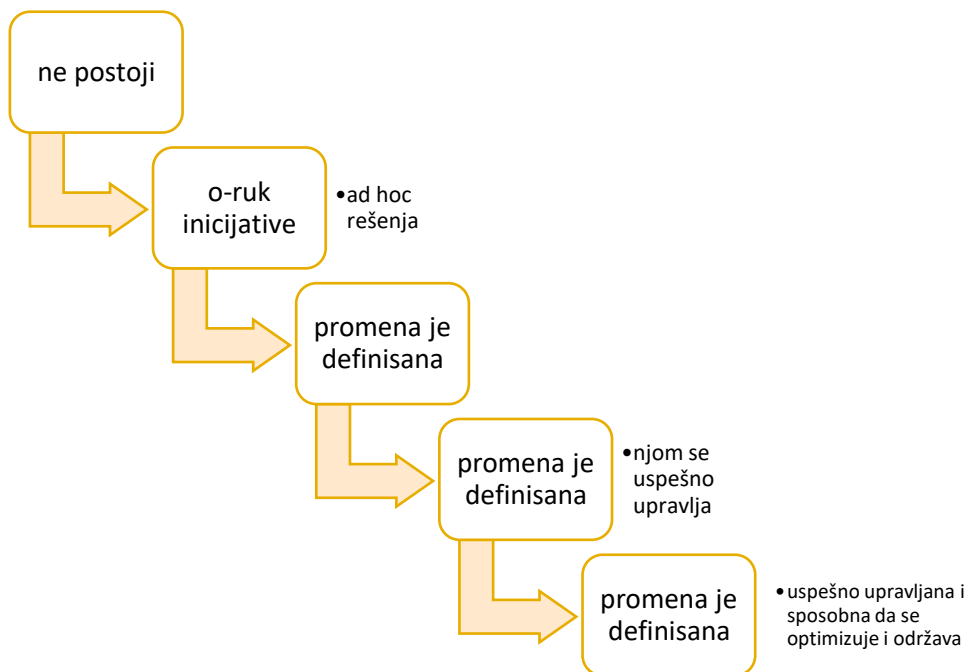 ne postoji
o-ruk
inicijative
•ad hoc
rešenja
promena je
definisana
promena je
definisana
•njom se
uspešno
upravlja
promena je
definisana
•uspešno upravljana i
sposobna da se
optimizuje i održava